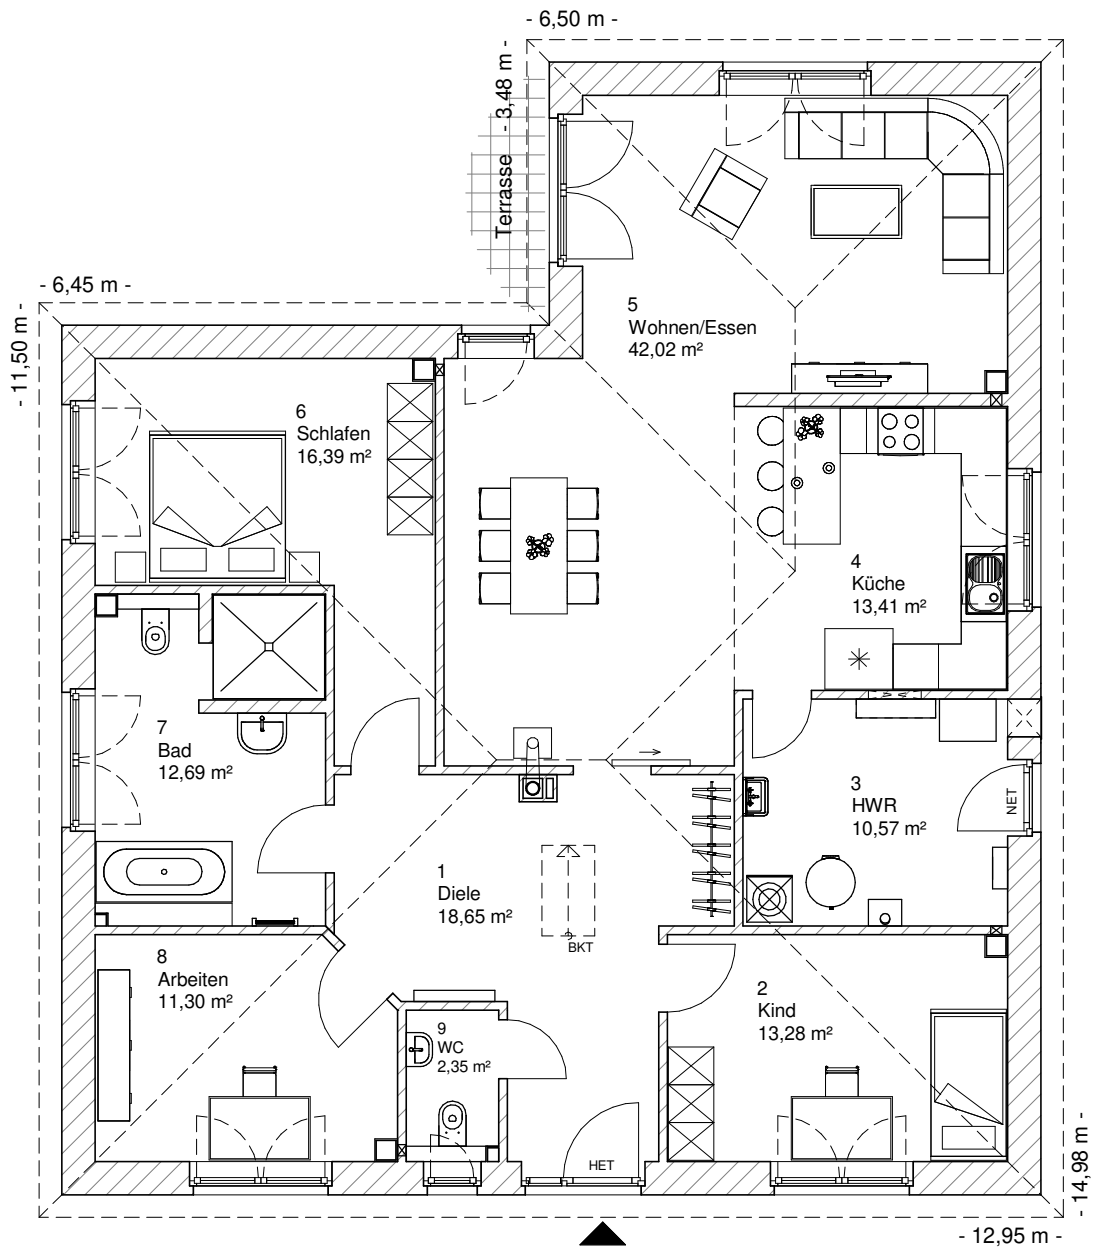 - 6,50 m -
Terrasse - 3,48 m -
- 6,45 m -
- 11,50 m -
5
Wohnen/Essen
42,02 m²
6
Schlafen
16,39 m²
4
Küche
13,41 m²
7
Bad
12,69 m²
3
HWR
10,57 m²
NET
1
Diele
18,65 m²
BKT
8
Arbeiten
11,30 m²
2
Kind
13,28 m²
9
WC
2,35 m²
HET
- 14,98 m -
- 12,95 m -